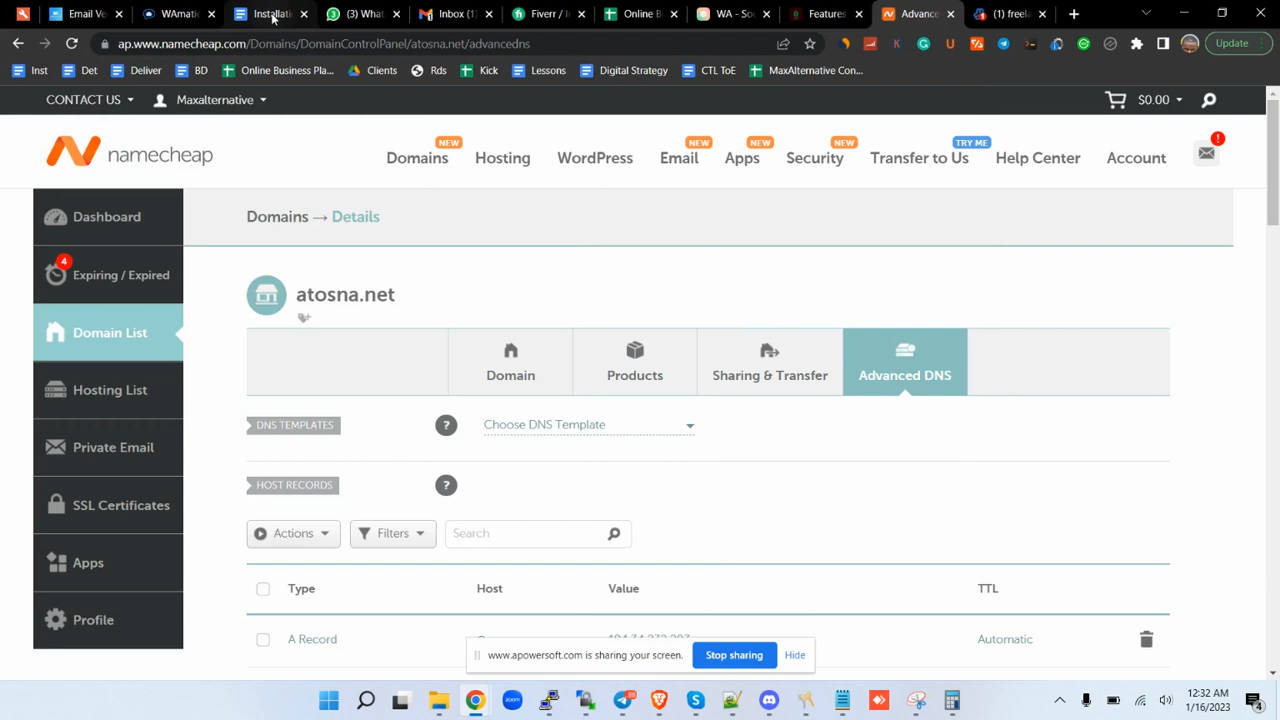 Email Ve
WMatic
Installati
(3) What
Inbox (1
Fiverr / I
Online B
WA - So
Features
Advance
(1) freela
ap.namecheap.com/Domains/DomainControlPanel/atosna.net/advancedns
Update
Inst
Det
Deliver
BD
Online Business Pla...
Clients
Rds
Kick
Lessons
Digital Strategy
CTL ToE
MaxAlternative Con...
CONTACT US
Maxalternative
$0.00
namecheap
NEW
NEW
NEW
NEW
TRY ME
Domains
Hosting
WordPress
Email
Apps
Security
Transfer to Us
Help Center
Account
Dashboard
4
Expiring / Expired
Domain List
Hosting List
Private Email
SSL Certificates
Apps
Profile
Domains → Details
atosna.net
Domain
Products
Sharing & Transfer
Advanced DNS
DNS TEMPLATES
?
Choose DNS Template
HOST RECORDS
?
Actions
Filters
Search
Type
Host
Value
TTL
A Record
Automatic
www.apowersoft.com is sharing your screen.
Stop sharing
Hide
12:32 AM
1/16/2023
4